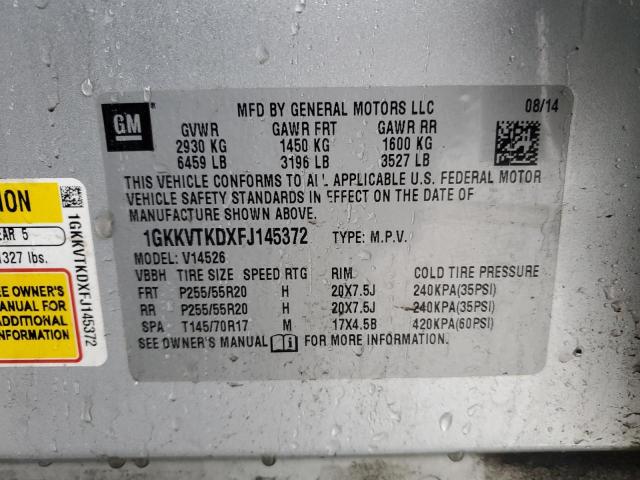 GM
MFD BY GENERAL MOTORS LLC 08/14
GVWR GAWR FRT GAWR RR
2930 KG 1450 KG 1600 KG
6459 LB 3196 LB 3527 LB
THIS VEHICLE CONFORMS TO ALL APPLICABLE U.S. FEDERAL MOTOR
VEHICLE SAFETY STANDARDS IN EFFECT ON THE DATE OF
MANUFACTURE SHOWN ABOVE.
1GKKVTKDXFJ145372 TYPE: M.P.V.
MODEL: V14526
VBBH TIRE SIZE SPEED RTG RIM COLD TIRE PRESSURE
FRT P255/55R20 H 20X7.5J 240KPA(35PSI)
RR P255/55R20 H 20X7.5J 240KPA(35PSI)
SPA T145/70R17 M 17X4.5B 420KPA(60PSI)
SEE OWNER'S MANUAL FOR MORE INFORMATION.
EAR 5
1327 lbs.
SEE OWNER'S
MANUAL FOR
ADDITIONAL
INFORMATION
1GKKVTKDXFJ145372